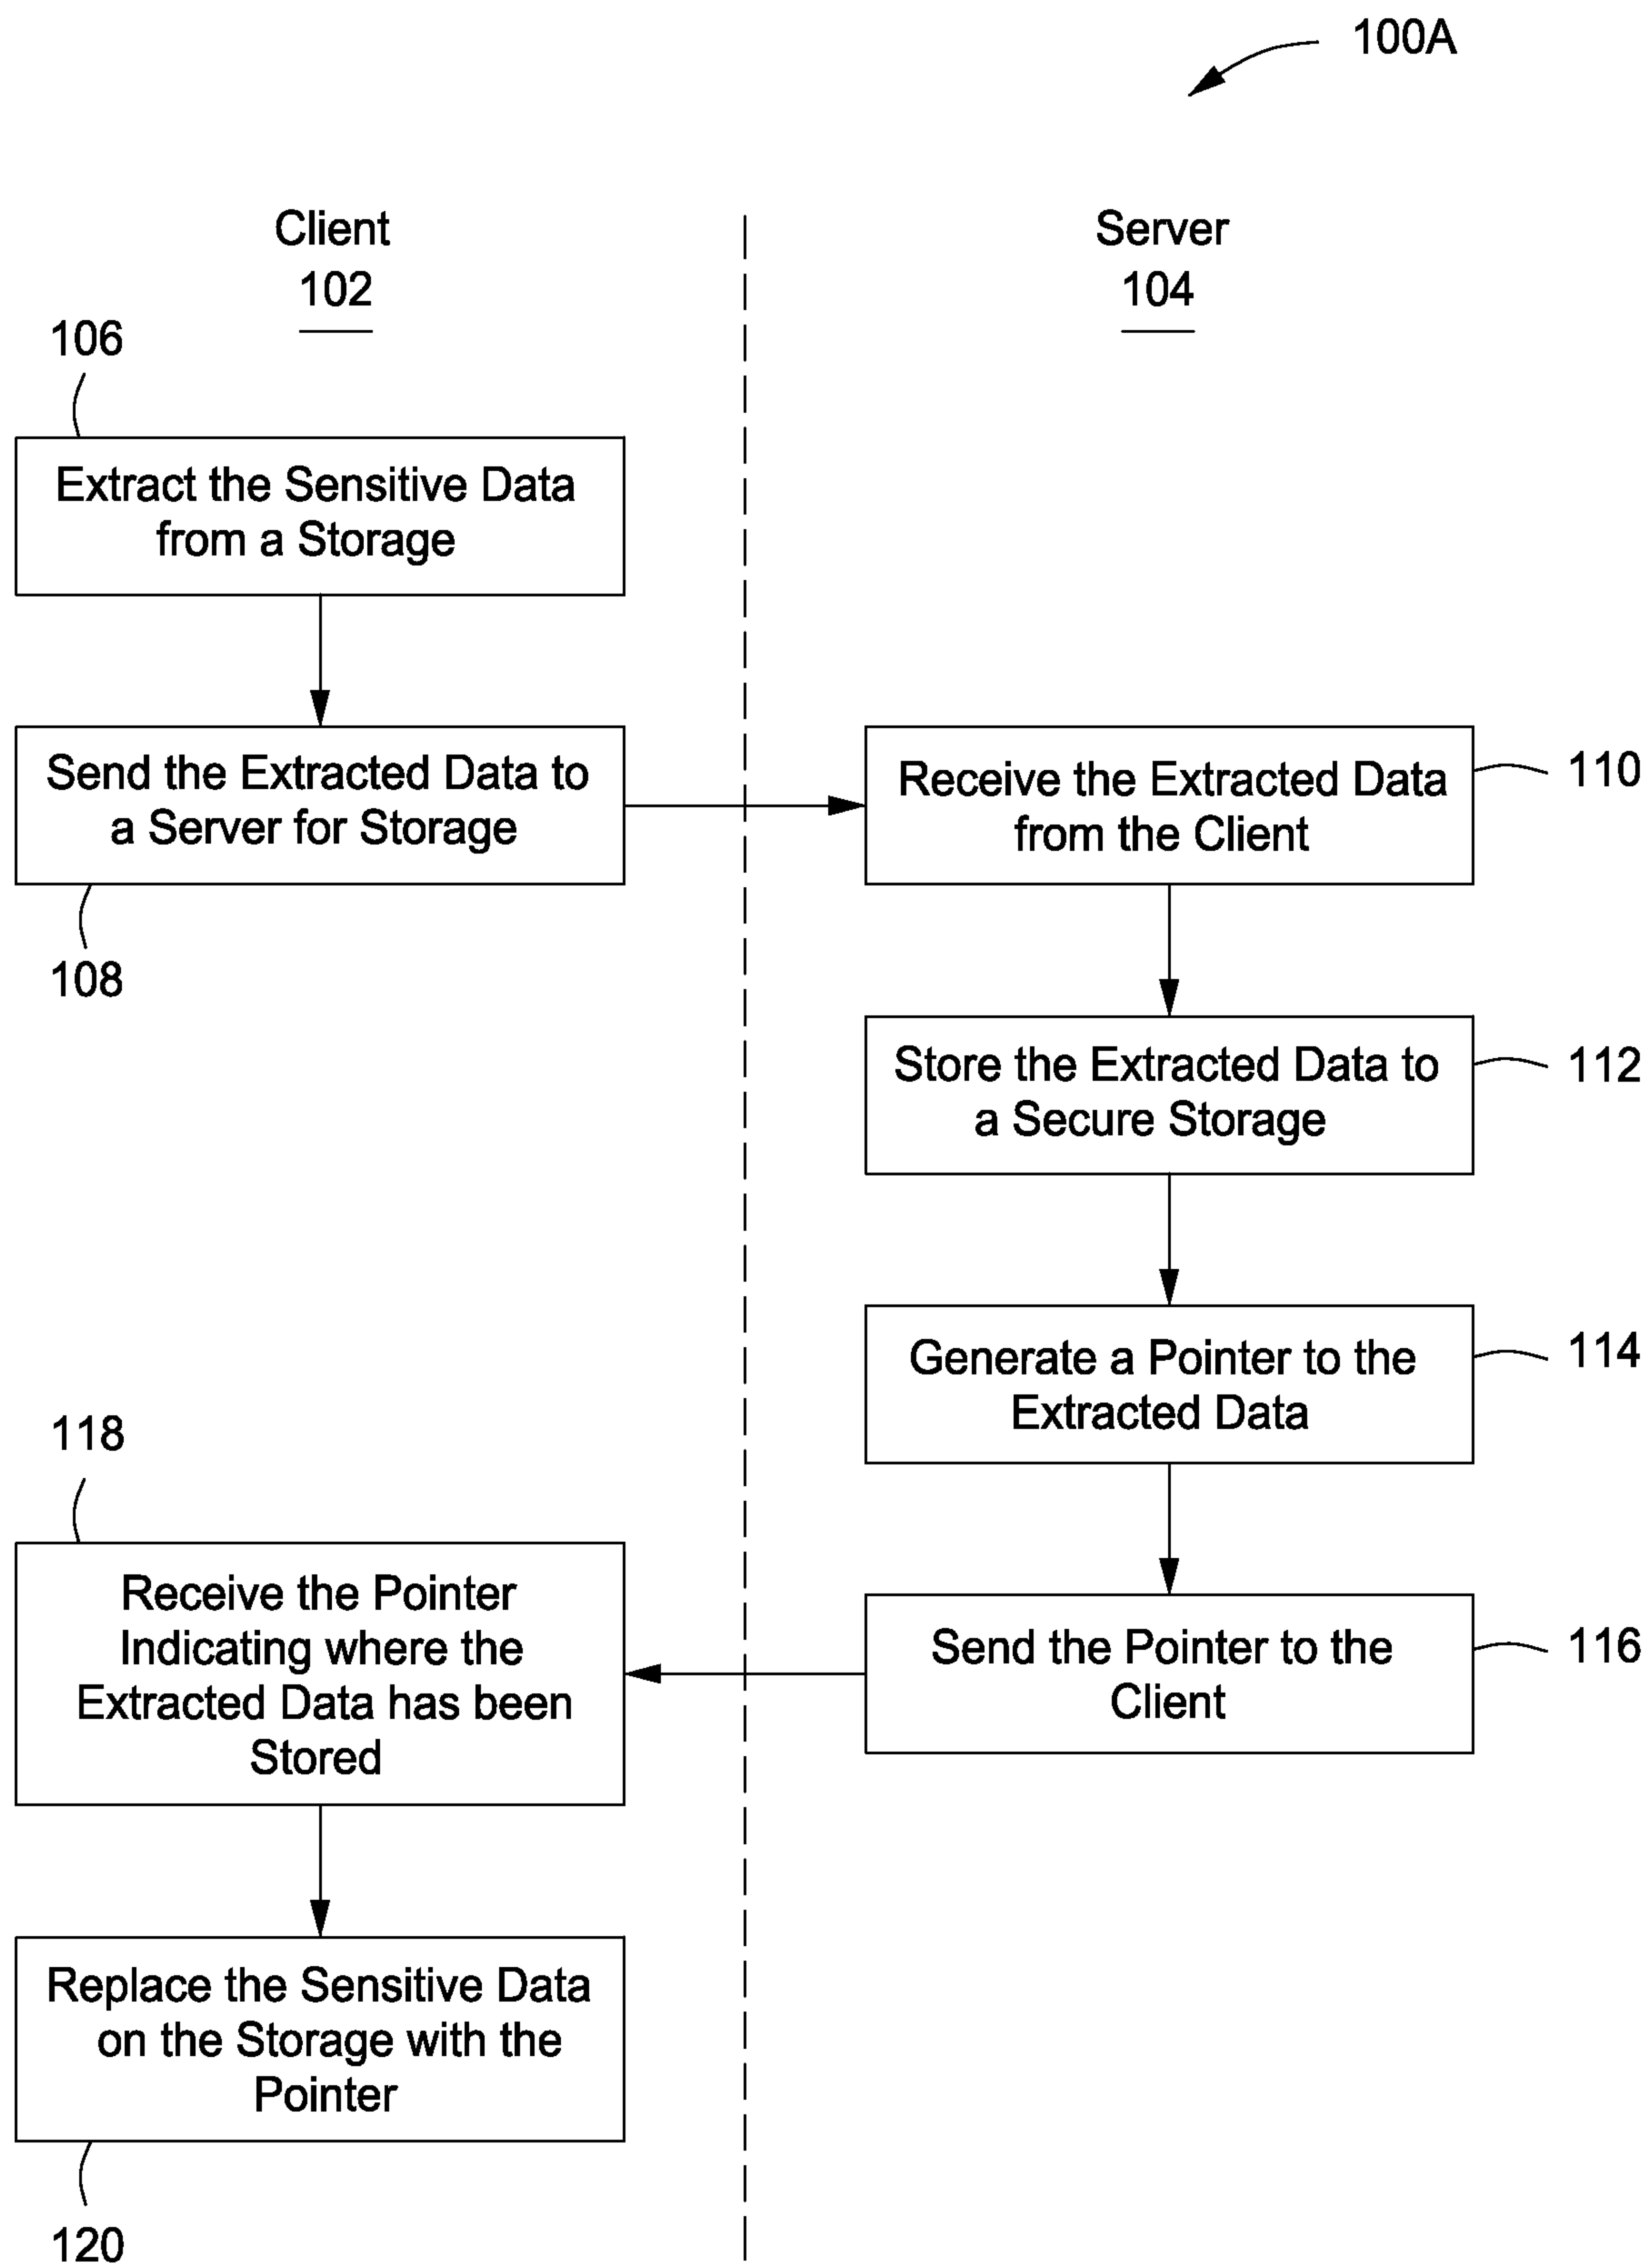 100A
Client
102
Server
104
106
Extract the Sensitive Data
from a Storage
Send the Extracted Data to
a Server for Storage
108
Receive the Extracted Data
from the Client
110
Store the Extracted Data to
a Secure Storage
112
Generate a Pointer to the
Extracted Data
114
Send the Pointer to the
Client
116
118
Receive the Pointer
Indicating where the
Extracted Data has been
Stored
Replace the Sensitive Data
on the Storage with the
Pointer
120